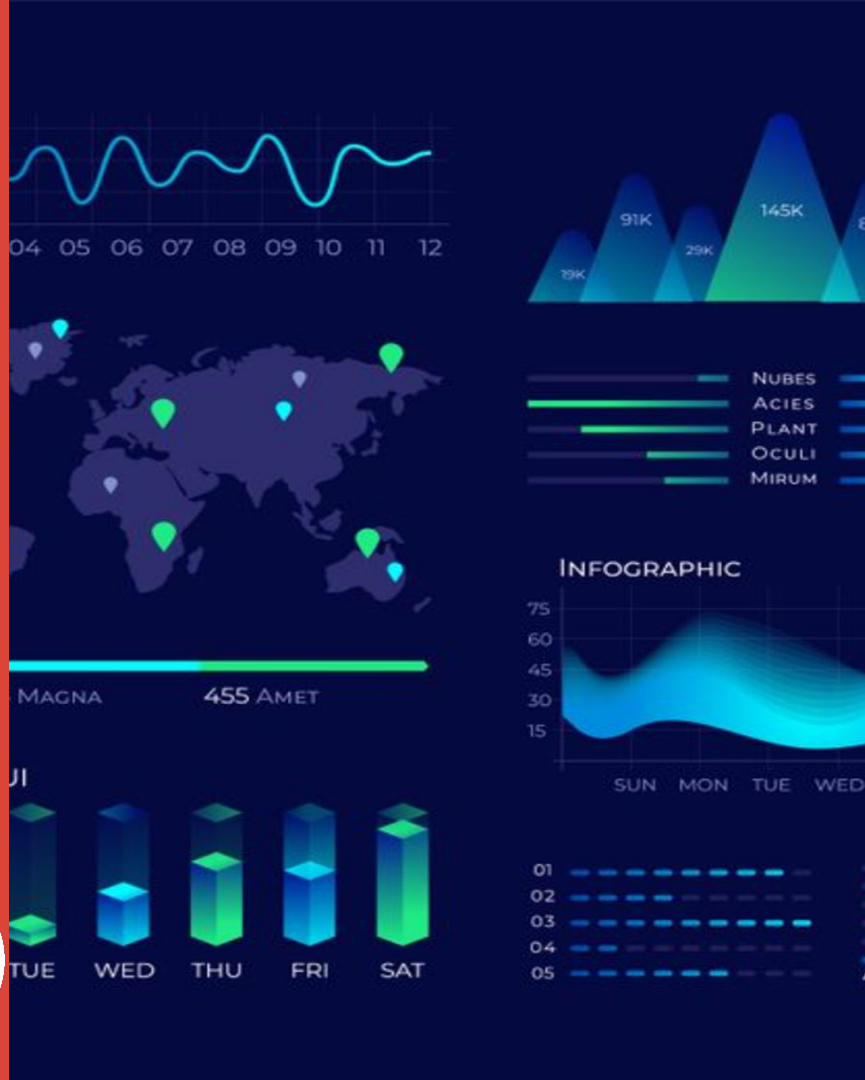 04 05 06 07 08 09 10 11 12
145K
91K
29K
19K
NUBES
ACIES
PLANT
OCULI
MIRUM
INFOGRAPHIC
75
60
45
30
15
SUN MON TUE WED
MAGNA 455 AMET
UI
TUE WED THU FRI SAT
01
02
03
04
05